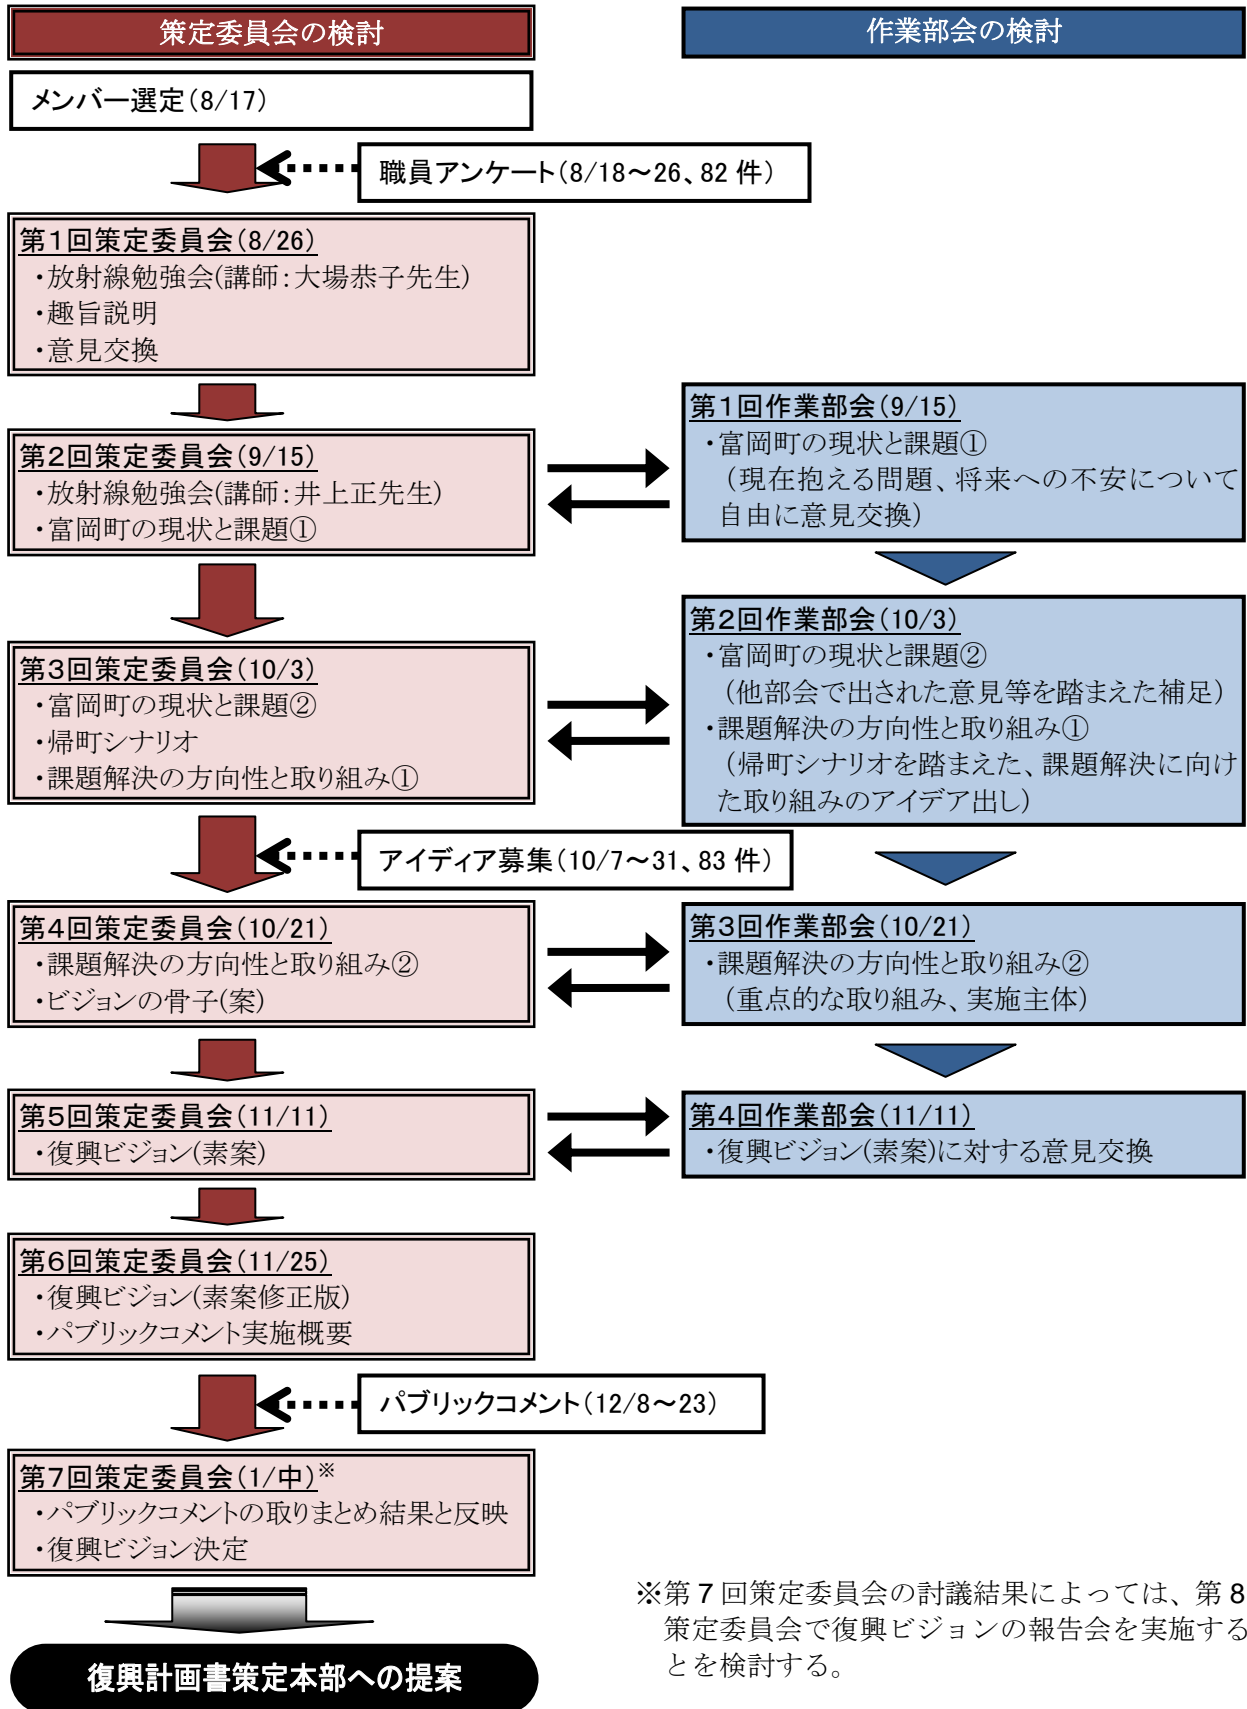 策定委員会の検討
作業部会の検討
メンバー選定(8/17)
職員アンケート(8/18～26、82 件)
第1回策定委員会(8/26)
・放射線勉強会(講師:大場恭子先生)
・趣旨説明
・意見交換
第1回作業部会(9/15)
・富岡町の現状と課題①
(現在抱える問題、将来への不安について
自由に意見交換)
第2回策定委員会(9/15)
・放射線勉強会(講師:井上正先生)
・富岡町の現状と課題①
第2回作業部会(10/3)
・富岡町の現状と課題②
(他部会で出された意見等を踏まえた補足)
・課題解決の方向性と取り組み①
(帰町シナリオを踏まえた、課題解決に向け
た取り組みのアイデア出し)
第3回策定委員会(10/3)
・富岡町の現状と課題②
・帰町シナリオ
・課題解決の方向性と取り組み①
アイディア募集(10/7～31、83 件)
第4回策定委員会(10/21)
・課題解決の方向性と取り組み②
・ビジョンの骨子(案)
第3回作業部会(10/21)
・課題解決の方向性と取り組み②
(重点的な取り組み、実施主体)
第5回策定委員会(11/11)
・復興ビジョン(素案)
第4回作業部会(11/11)
・復興ビジョン(素案)に対する意見交換
第6回策定委員会(11/25)
・復興ビジョン(素案修正版)
・パブリックコメント実施概要
パブリックコメント(12/8～23)
第7回策定委員会(1/中)※
・パブリックコメントの取りまとめ結果と反映
・復興ビジョン決定
※第 7 回策定委員会の討議結果によっては、第 8
策定委員会で復興ビジョンの報告会を実施する
とを検討する。
復興計画書策定本部への提案